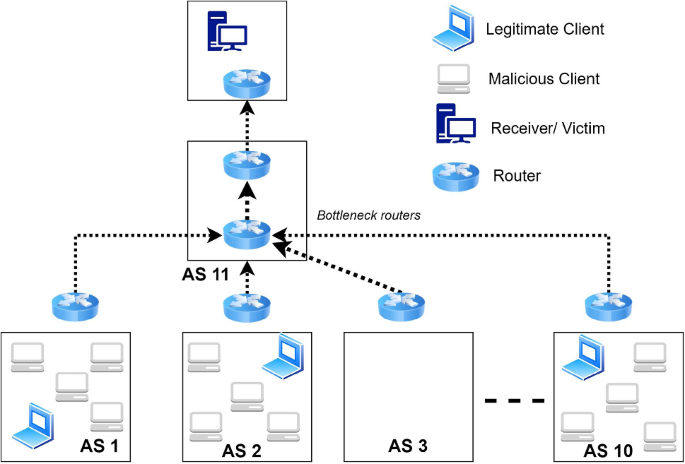 Legitimate Client
Malicious Client
Receiver/ Victim
Router
Bottleneck routers
AS 11
AS 1
AS 2
AS 3
AS 10